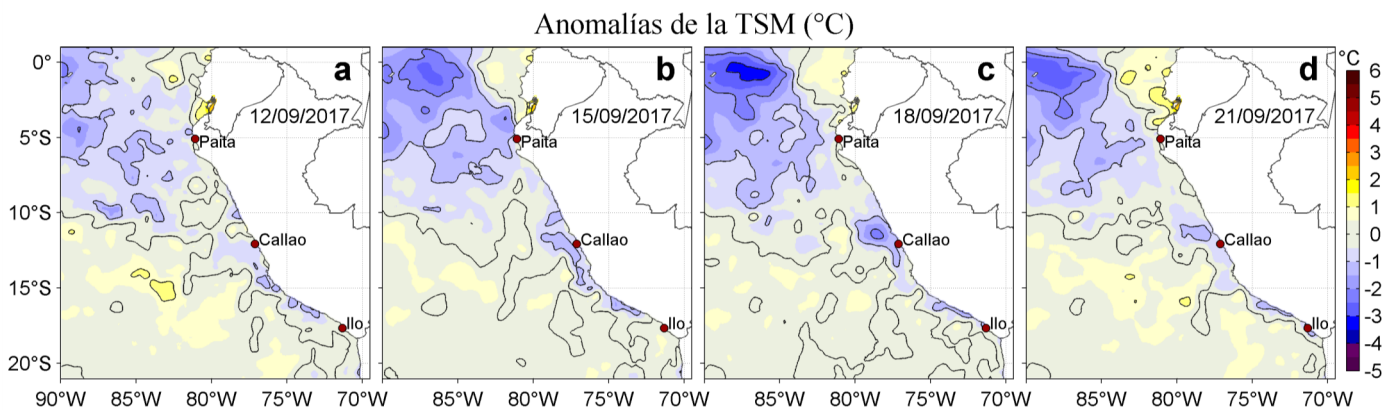 Anomalías de la TSM (°C)
a
12/09/2017
Paita
Callao
Ilo
b
15/09/2017
Paita
Callao
Ilo
c
18/09/2017
Paita
Callao
Ilo
d
21/09/2017
Paita
Callao
Ilo
°C
6
5
4
3
2
1
0
-1
-2
-3
-4
-5
0°
5°S
10°S
15°S
20°S
90°W 85°W 80°W 75°W 70°W
85°W 80°W 75°W 70°W
85°W 80°W 75°W 70°W
85°W 80°W 75°W 70°W